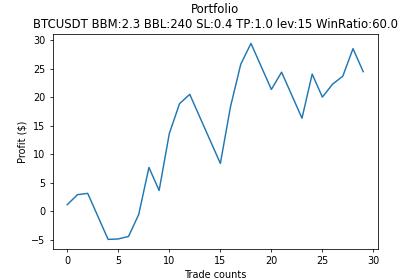 Portfolio
BTCUSDT BBM:2.3 BBL:240 SL:0.4 TP:1.0 lev:15 WinRatio:60.0
30
25
20
15
10
5
0
−5
Profit ($)
0 5 10 15 20 25 30
Trade counts